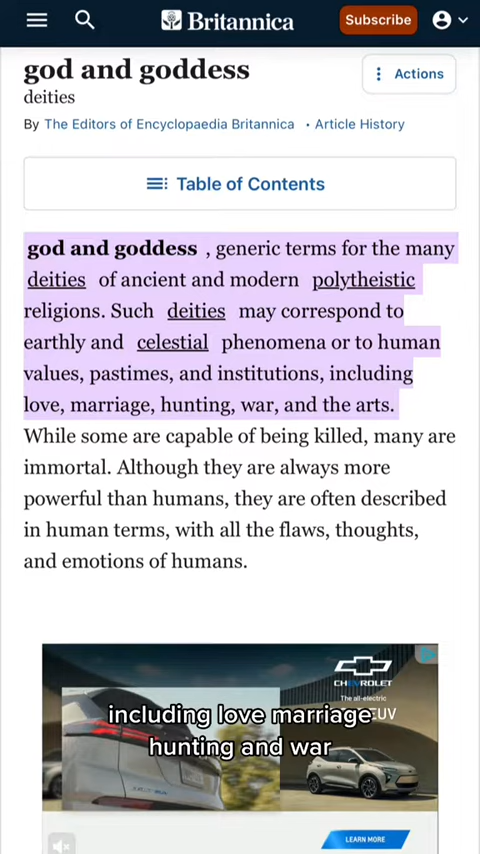 Britannica
Subscribe
god and goddess
Actions
deities
By The Editors of Encyclopaedia Britannica • Article History
Table of Contents
god and goddess , generic terms for the many
deities of ancient and modern polytheistic
religions. Such deities may correspond to
earthly and celestial phenomena or to human
values, pastimes, and institutions, including
love, marriage, hunting, war, and the arts.
While some are capable of being killed, many are
immortal. Although they are always more
powerful than humans, they are often described
in human terms, with all the flaws, thoughts,
and emotions of humans.
CHEVROLET
The all-electric
EUV
including love marriage
hunting and war
LEARN MORE